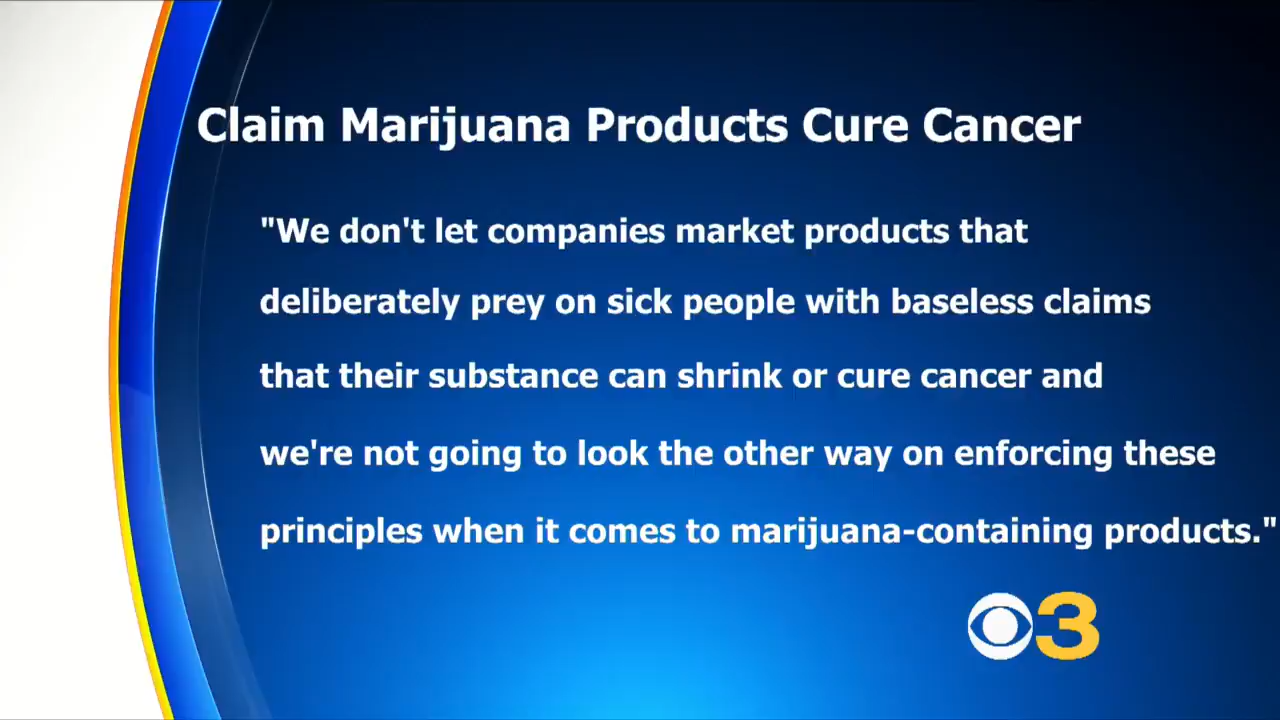 Claim Marijuana Products Cure Cancer
"We don't let companies market products that
deliberately prey on sick people with baseless claims
that their substance can shrink or cure cancer and
we're not going to look the other way on enforcing these
principles when it comes to marijuana-containing products."
3